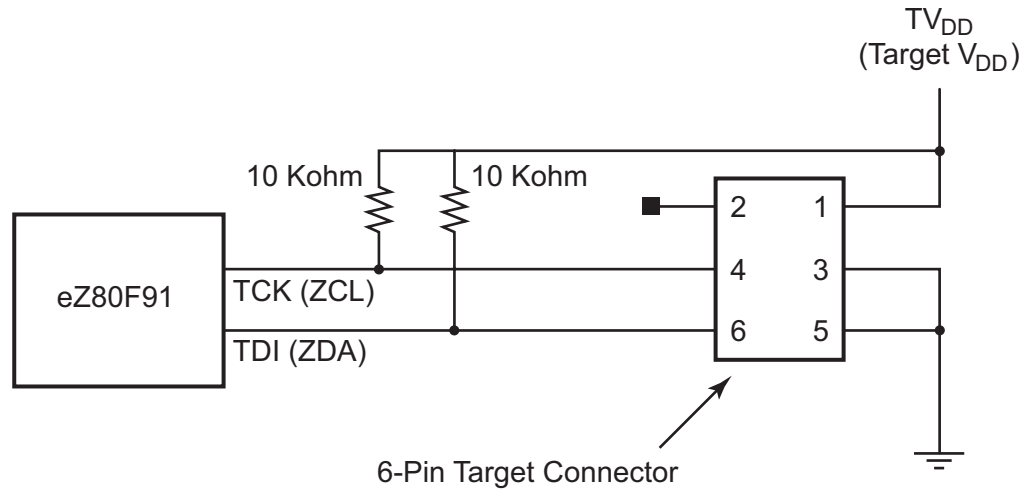 TVDD
(Target VDD)
10 Kohm
10 Kohm
2
1
eZ80F91
TCK (ZCL)
4
3
TDI (ZDA)
6
5
6-Pin Target Connector